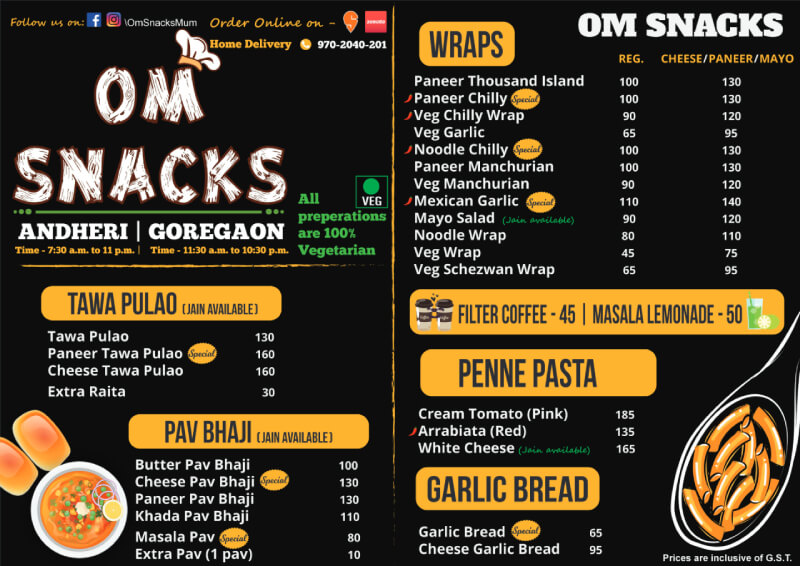 Follow us on: \OmSnacksMum
Order Online on - zomato
Home Delivery 970-2040-201
OM
SNACKS
All
preperations
are 100%
Vegetarian
VEG
ANDHERI | GOREGAON
Time - 7:30 a.m. to 11 p.m. | Time - 11:30 a.m. to 10:30 p.m.
TAWA PULAO (JAIN AVAILABLE)
Tawa Pulao 130
Paneer Tawa Pulao Special 160
Cheese Tawa Pulao 160
Extra Raita 30
PAV BHAJI (JAIN AVAILABLE)
Butter Pav Bhaji 100
Cheese Pav Bhaji Special 130
Paneer Pav Bhaji 130
Khada Pav Bhaji 110
Masala Pav Special 80
Extra Pav (1 pav) 10
OM SNACKS
WRAPS
REG. CHEESE/PANEER/MAYO
Paneer Thousand Island 100 130
Paneer Chilly Special 100 130
Veg Chilly Wrap 90 120
Veg Garlic 65 95
Noodle Chilly Special 100 130
Paneer Manchurian 100 130
Veg Manchurian 90 120
Mexican Garlic Special 110 140
Mayo Salad (Jain available) 90 120
Noodle Wrap 80 110
Veg Wrap 45 75
Veg Schezwan Wrap 65 95
FILTER COFFEE - 45 | MASALA LEMONADE - 50
PENNE PASTA
Cream Tomato (Pink) 185
Arrabiata (Red) 135
White Cheese (Jain available) 165
GARLIC BREAD
Garlic Bread Special 65
Cheese Garlic Bread 95
Prices are inclusive of G.S.T.